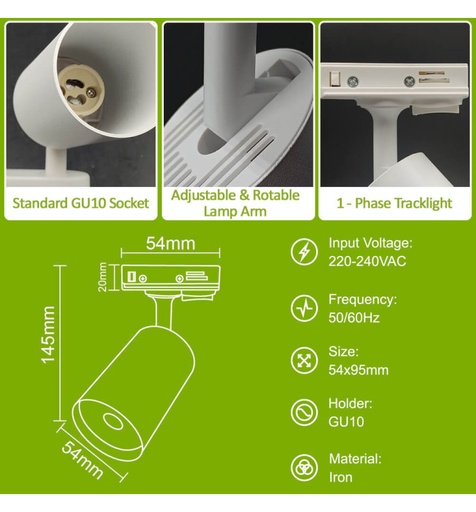 Standard GU10 Socket
Adjustable & Rotable
Lamp Arm
1 - Phase Tracklight
54mm
20mm
145mm
54mm
Input Voltage:
220-240VAC
Frequency:
50/60Hz
Size:
54x95mm
Holder:
GU10
Material:
Iron